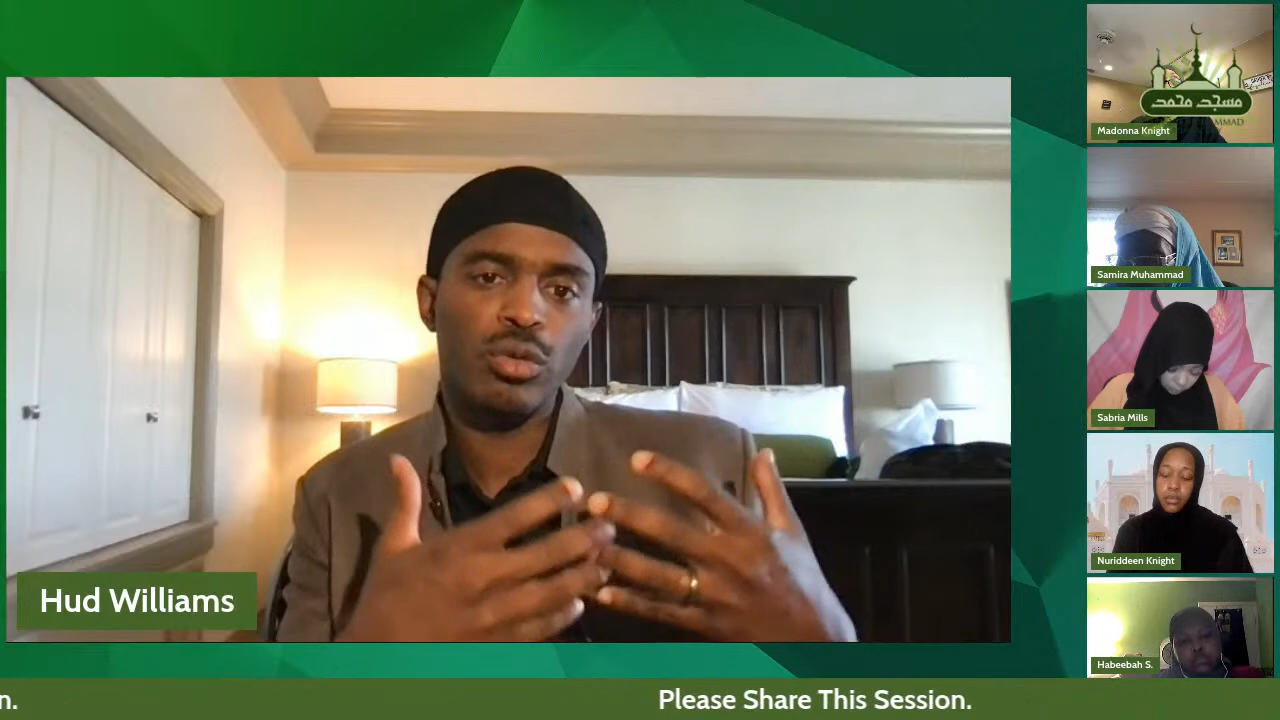 Hud Williams
مسجد محمد
MMAD
Madonna Knight
Samira Muhammad
Sabria Mills
Nuriddeen Knight
Habeebah S.
n.
Please Share This Session.